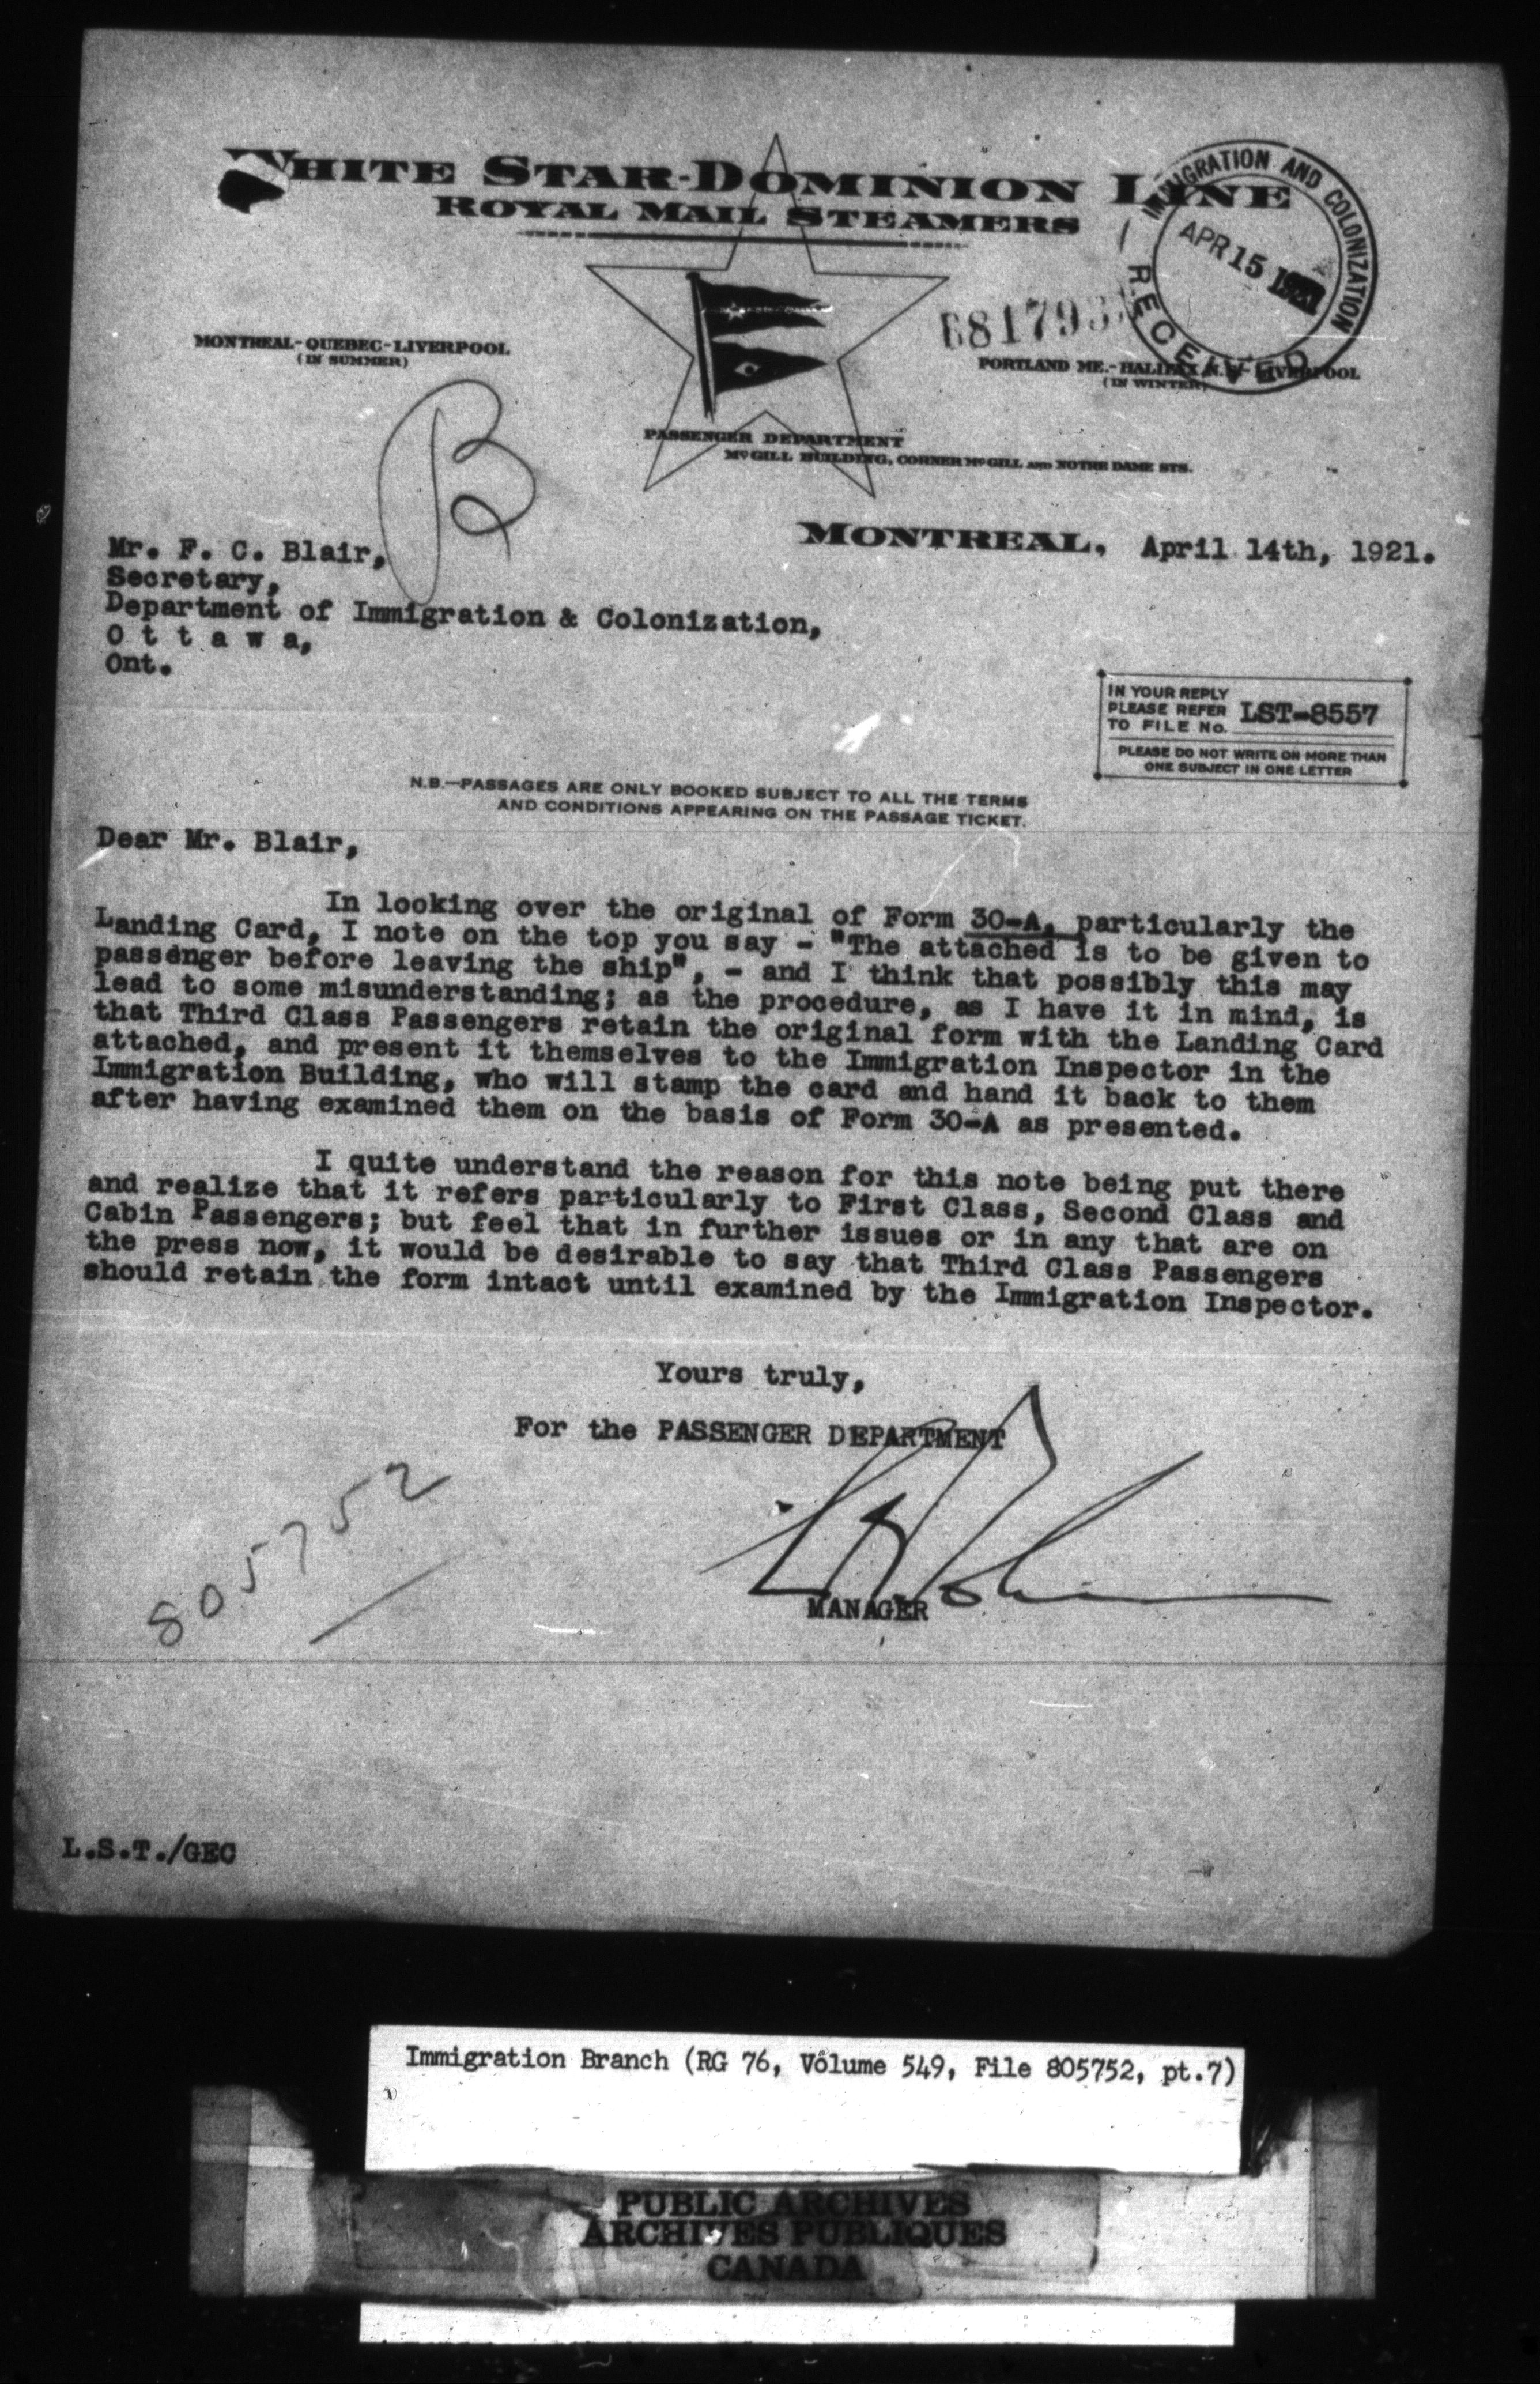 WHITE STAR-DOMINION LINE
ROYAL MAIL STEAMERS
IMMIGRATION AND COLONIZATION
APR 15 1921
RECEIVED
MONTREAL-QUEBEC-LIVERPOOL
(IN SUMMER)
PORTLAND ME.-HALIFAX N.S.-LIVERPOOL
(IN WINTER)
C
B
PASSENGER DEPARTMENT
McGILL BUILDING, CORNER McGILL AND NOTRE DAME STS.
MONTREAL, April 14th, 1921.
Mr. F. C. Blair,
Secretary,
Department of Immigration & Colonization,
O t t a w a,
Ont.
IN YOUR REPLY
PLEASE REFER
TO FILE No. LST-8557
PLEASE DO NOT WRITE ON MORE THAN
ONE SUBJECT IN ONE LETTER
N.B.—PASSAGES ARE ONLY BOOKED SUBJECT TO ALL THE TERMS
AND CONDITIONS APPEARING ON THE PASSAGE TICKET.
Dear Mr. Blair,
In looking over the original of Form 30-A, particularly the
Landing Card, I note on the top you say - "The attached is to be given to
passenger before leaving the ship", - and I think that possibly this may
lead to some misunderstanding; as the procedure, as I have it in mind, is
that Third Class Passengers retain the original form with the Landing Card
attached, and present it themselves to the Immigration Inspector in the
Immigration Building, who will stamp the card and hand it back to them
after having examined them on the basis of Form 30-A as presented.
I quite understand the reason for this note being put there
and realize that it refers particularly to First Class, Second Class and
Cabin Passengers; but feel that in further issues or in any that are on
the press now, it would be desirable to say that Third Class Passengers
should retain the form intact until examined by the Immigration Inspector.
Yours truly,
For the PASSENGER DEPARTMENT
MANAGER
805752
L.S.T./GEC
Immigration Branch (RG 76, Volume 549, File 805752, pt.7)
PUBLIC ARCHIVES
ARCHIVES PUBLIQUES
CANADA